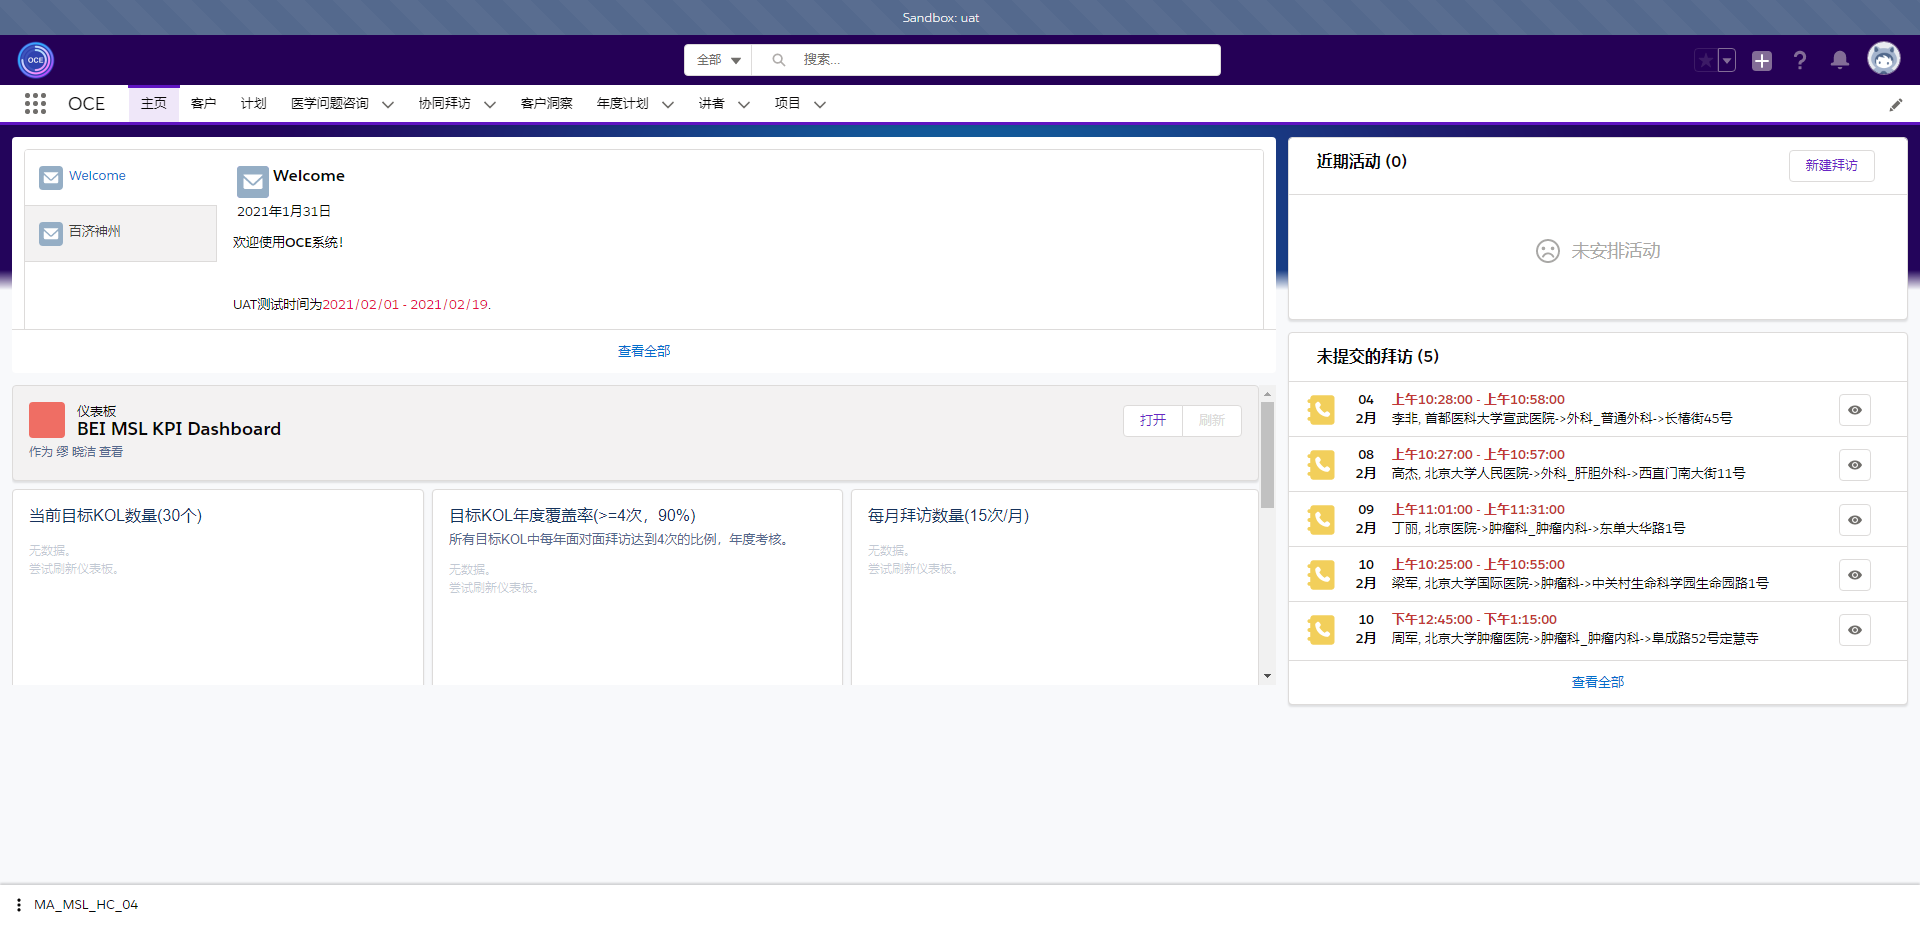 Sandbox: uat
OCE
全部
搜索...
OCE
主页
客户
计划
医学问题咨询
协同拜访
客户洞察
年度计划
讲者
项目
Welcome
百济神州
Welcome
2021年1月31日
欢迎使用OCE系统!
UAT测试时间为2021/02/01 - 2021/02/19.
查看全部
仪表板
BEI MSL KPI Dashboard
作为 缪 晓洁 查看
打开
刷新
当前目标KOL数量(30个)
无数据。
尝试刷新仪表板。
目标KOL年度覆盖率(>=4次，90%)
所有目标KOL中每年面对面拜访达到4次的比例，年度考核。
无数据。
尝试刷新仪表板。
每月拜访数量(15次/月)
无数据。
尝试刷新仪表板。
近期活动 (0)
新建拜访
未安排活动
未提交的拜访 (5)
04 上午10:28:00 - 上午10:58:00
2月 李非, 首都医科大学宣武医院->外科_普通外科->长椿街45号
08 上午10:27:00 - 上午10:57:00
2月 高杰, 北京大学人民医院->外科_肝胆外科->西直门南大街11号
09 上午11:01:00 - 上午11:31:00
2月 丁丽, 北京医院->肿瘤科_肿瘤内科->东单大华路1号
10 上午10:25:00 - 上午10:55:00
2月 梁军, 北京大学国际医院->肿瘤科->中关村生命科学园生命园路1号
10 下午12:45:00 - 下午1:15:00
2月 周军, 北京大学肿瘤医院->肿瘤科_肿瘤内科->阜成路52号定慧寺
查看全部
MA_MSL_HC_04